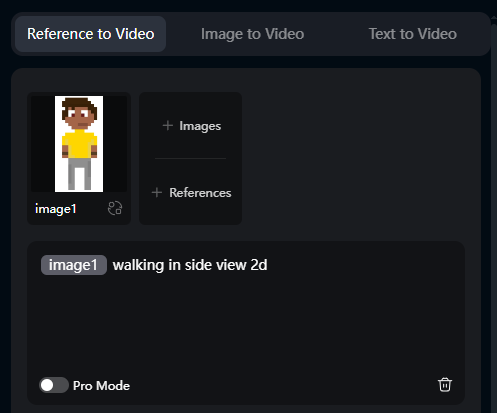 Reference to Video Image to Video Text to Video
+ Images
+ References
image1
image1 walking in side view 2d
Pro Mode